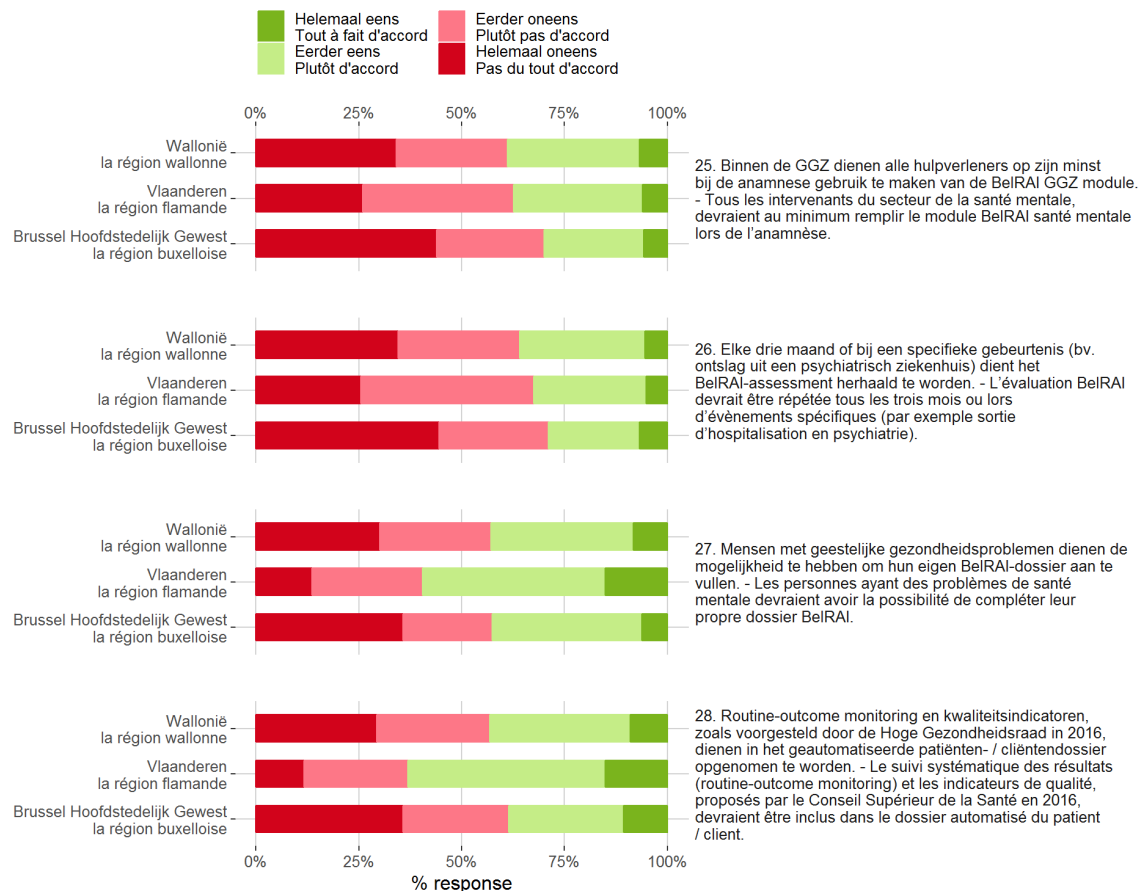 Helemaal eens
Tout à fait d'accord
Eerder eens
Plutôt d'accord
Eerder oneens
Plutôt pas d'accord
Helemaal oneens
Pas du tout d'accord
0% 25% 50% 75% 100%
Wallonië
la région wallonne
Vlaanderen
la région flamande
Brussel Hoofdstedelijk Gewest
la région buxelloise
25. Binnen de GGZ dienen alle hulpverleners op zijn minst
bij de anamnese gebruik te maken van de BelRAI GGZ module.
- Tous les intervenants du secteur de la santé mentale,
devraient au minimum remplir le module BelRAI santé mentale
lors de l'anamnèse.
Wallonië
la région wallonne
Vlaanderen
la région flamande
Brussel Hoofdstedelijk Gewest
la région buxelloise
26. Elke drie maand of bij een specifieke gebeurtenis (bv.
ontslag uit een psychiatrisch ziekenhuis) dient het
BelRAI-assessment herhaald te worden. - L'évaluation BelRAI
devrait être répétée tous les trois mois ou lors
d'évènements spécifiques (par exemple sortie
d'hospitalisation en psychiatrie).
Wallonië
la région wallonne
Vlaanderen
la région flamande
Brussel Hoofdstedelijk Gewest
la région buxelloise
27. Mensen met geestelijke gezondheidsproblemen dienen de
mogelijkheid te hebben om hun eigen BelRAI-dossier aan te
vullen. - Les personnes ayant des problèmes de santé
mentale devraient avoir la possibilité de compléter leur
propre dossier BelRAI.
Wallonië
la région wallonne
Vlaanderen
la région flamande
Brussel Hoofdstedelijk Gewest
la région buxelloise
28. Routine-outcome monitoring en kwaliteitsindicatoren,
zoals voorgesteld door de Hoge Gezondheidsraad in 2016,
dienen in het geautomatiseerde patiënten- / cliëntendossier
opgenomen te worden. - Le suivi systématique des résultats
(routine-outcome monitoring) et les indicateurs de qualité,
proposés par le Conseil Supérieur de la Santé en 2016,
devraient être inclus dans le dossier automatisé du patient
/ client.
0% 25% 50% 75% 100%
% response